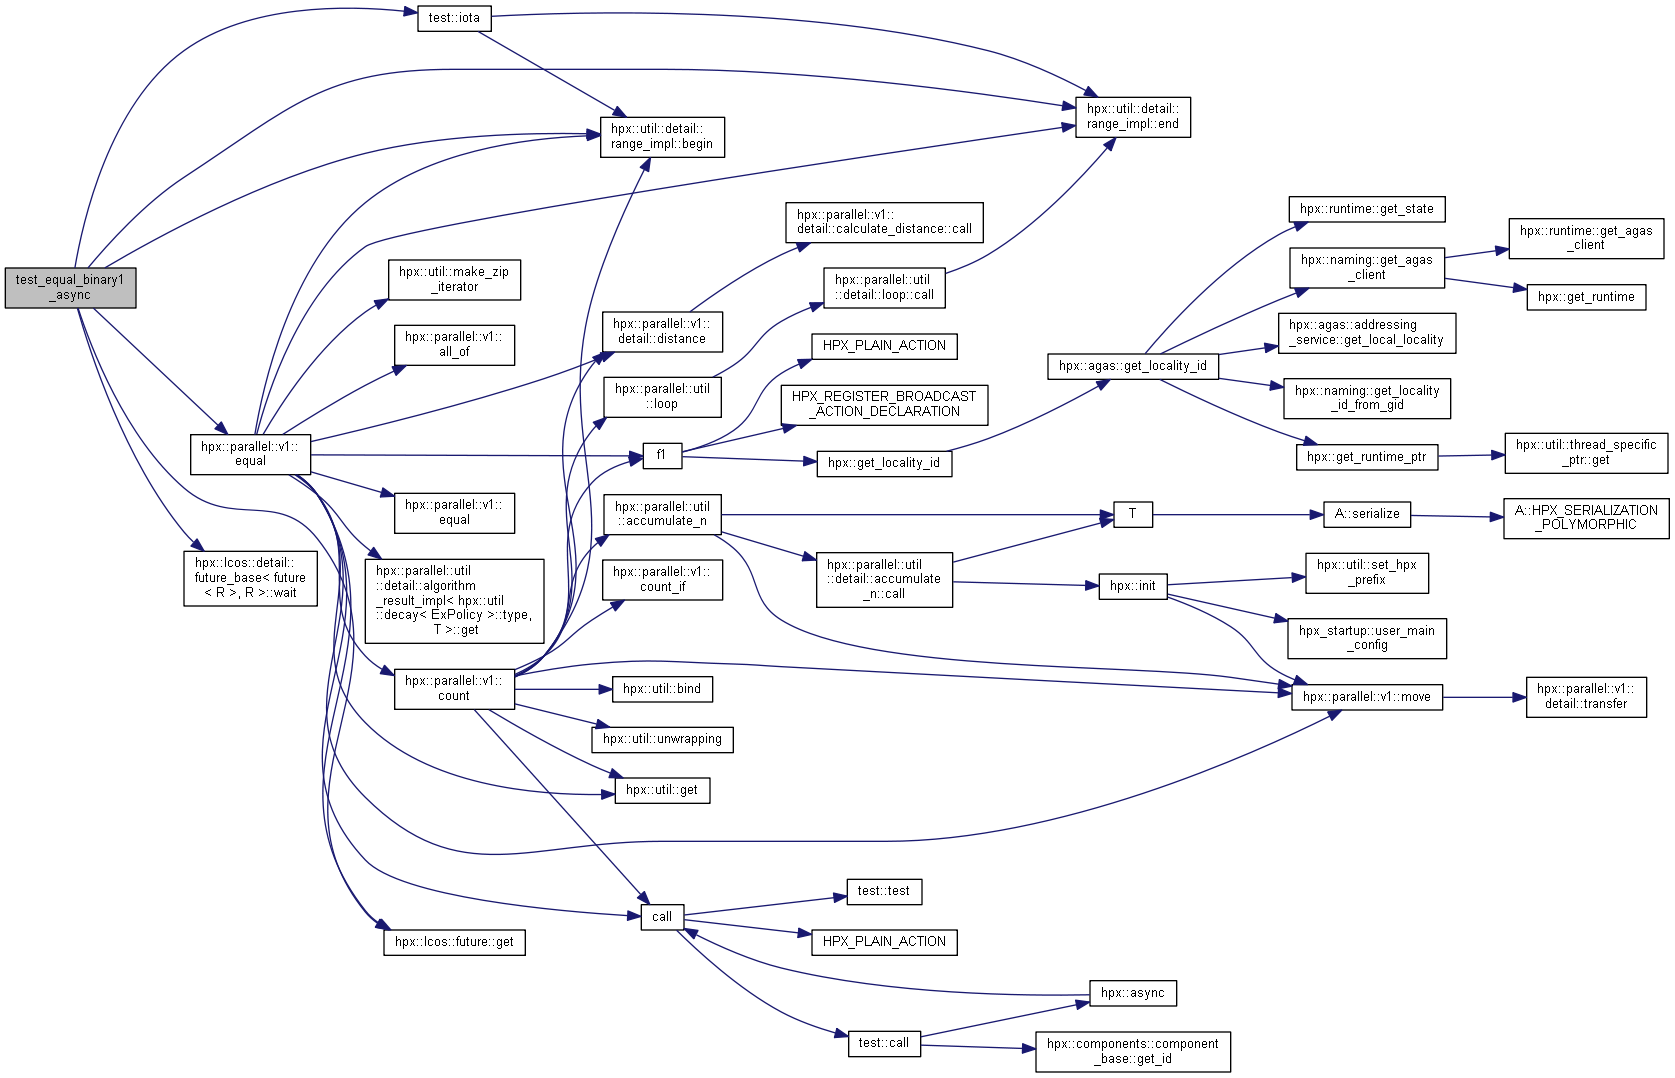 test_equal_binary1
_async
test::iota
hpx::parallel::v1::
equal
hpx::lcos::detail::
future_base< future
< R >, R >::wait
hpx::util::make_zip
_iterator
hpx::parallel::v1::
all_of
hpx::parallel::v1::
equal
hpx::parallel::util
::detail::algorithm
_result_impl< hpx::util
::decay< ExPolicy >::type,
T >::get
hpx::parallel::v1::
count
hpx::lcos::future::get
hpx::util::detail::
range_impl::begin
hpx::parallel::v1::
detail::distance
hpx::parallel::util
::loop
f1
hpx::parallel::util
::accumulate_n
hpx::parallel::v1::
count_if
hpx::util::bind
hpx::util::unwrapping
hpx::util::get
call
hpx::parallel::v1::
detail::calculate_distance::call
hpx::parallel::util
::detail::loop::call
HPX_PLAIN_ACTION
HPX_REGISTER_BROADCAST
_ACTION_DECLARATION
hpx::get_locality_id
hpx::parallel::util
::detail::accumulate
_n::call
test::test
HPX_PLAIN_ACTION
test::call
hpx::util::detail::
range_impl::end
hpx::agas::get_locality_id
T
hpx::init
hpx::async
hpx::components::component
_base::get_id
hpx::runtime::get_state
hpx::naming::get_agas
_client
hpx::agas::addressing
_service::get_local_locality
hpx::naming::get_locality
_id_from_gid
hpx::get_runtime_ptr
A::serialize
hpx::util::set_hpx
_prefix
hpx_startup::user_main
_config
hpx::parallel::v1::move
hpx::runtime::get_agas
_client
hpx::get_runtime
hpx::util::thread_specific
_ptr::get
A::HPX_SERIALIZATION
_POLYMORPHIC
hpx::parallel::v1::
detail::transfer